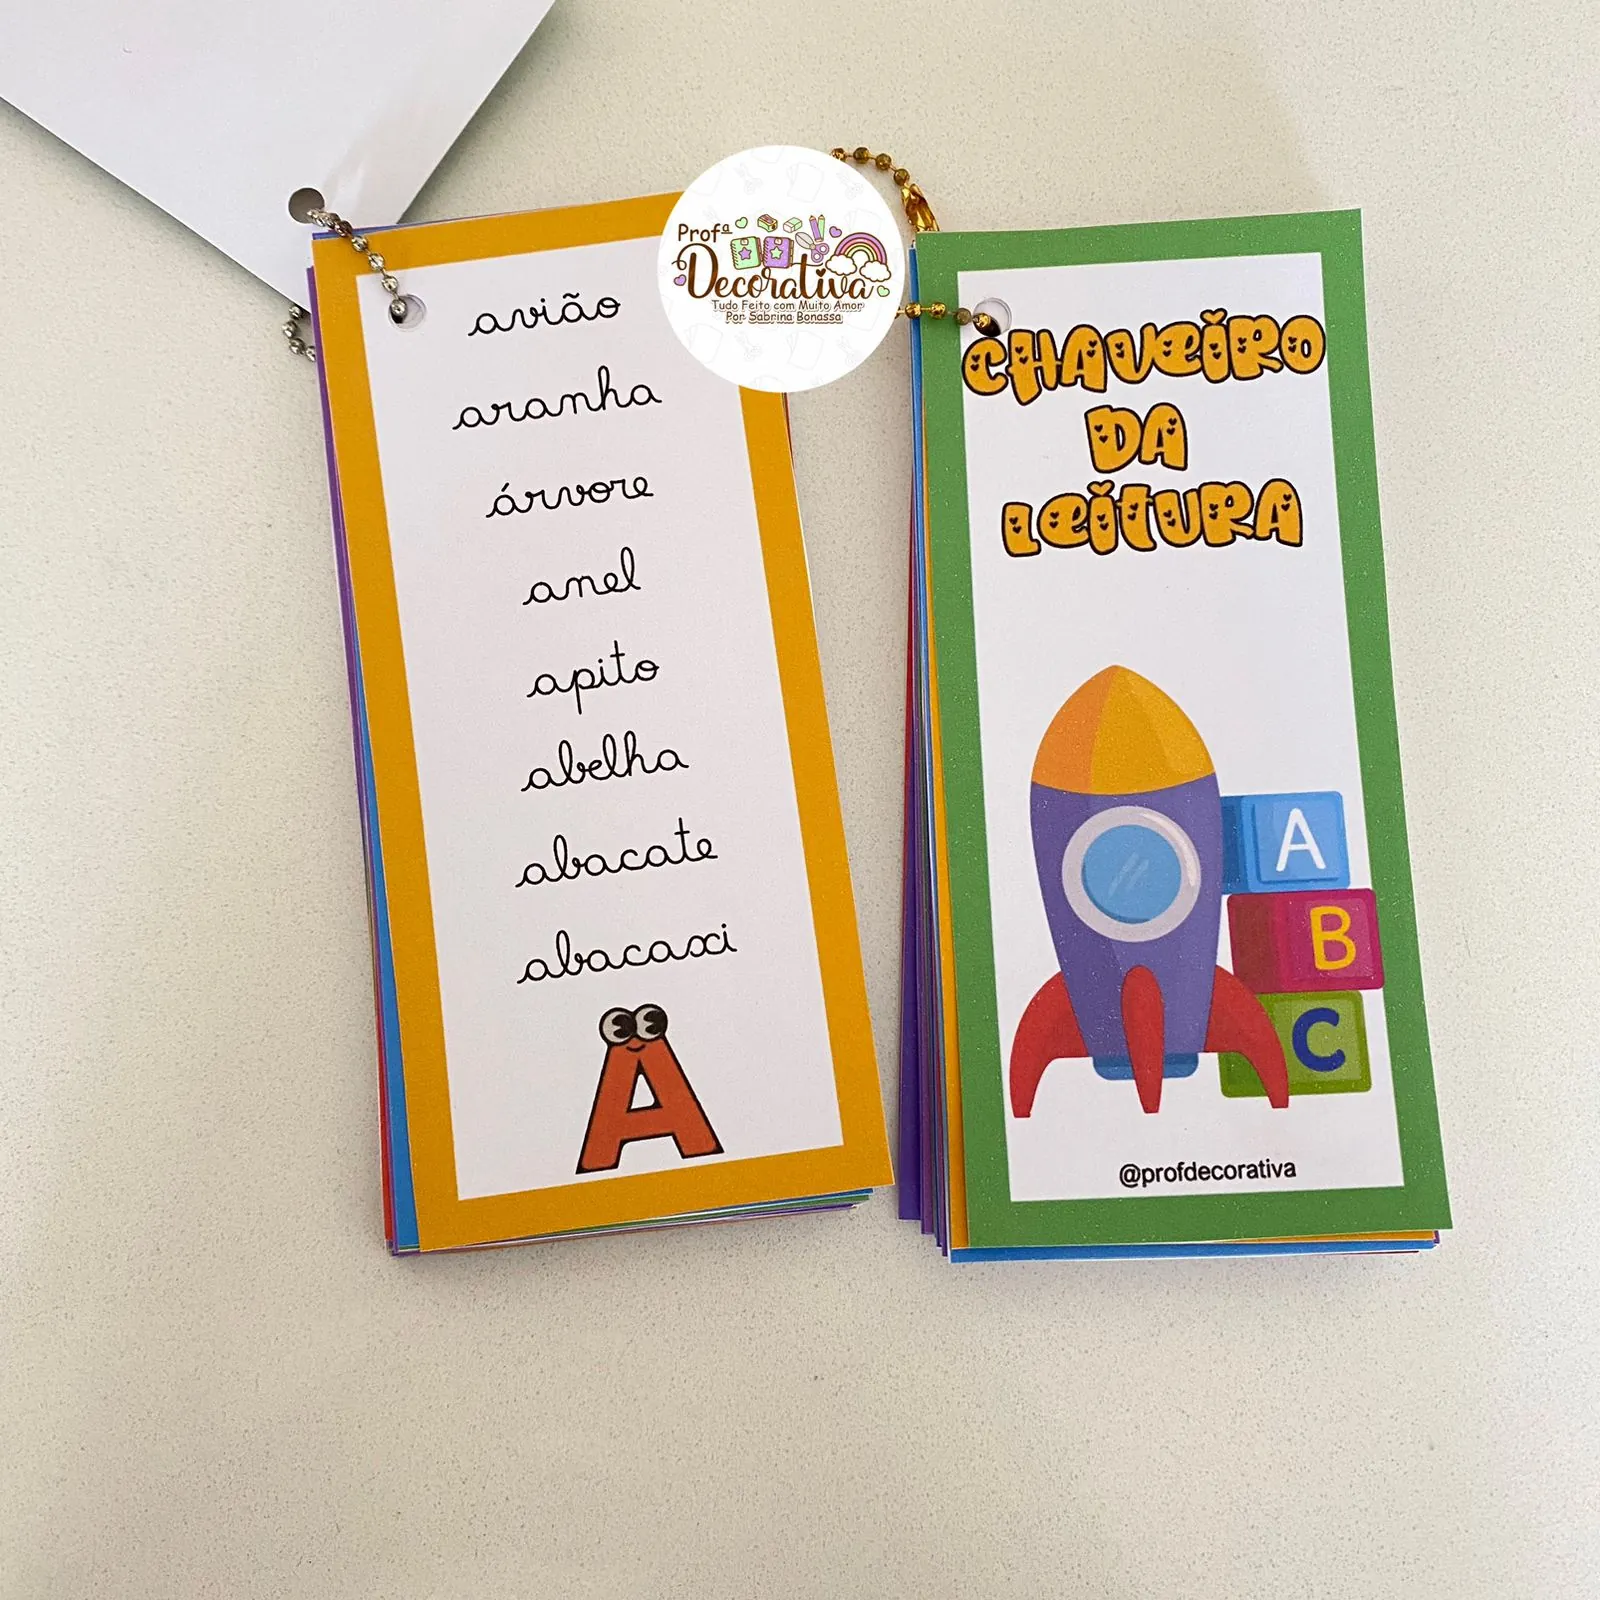 Profª
Decorativa
Tudo Feito com Muito Amor
Por Sabrina Bonassa
avião
aranha
árvore
anel
apito
abelha
abacate
abacaxi
A
CHAVEIRO
DA
LEITURA
A
B
C
@profdecorativa